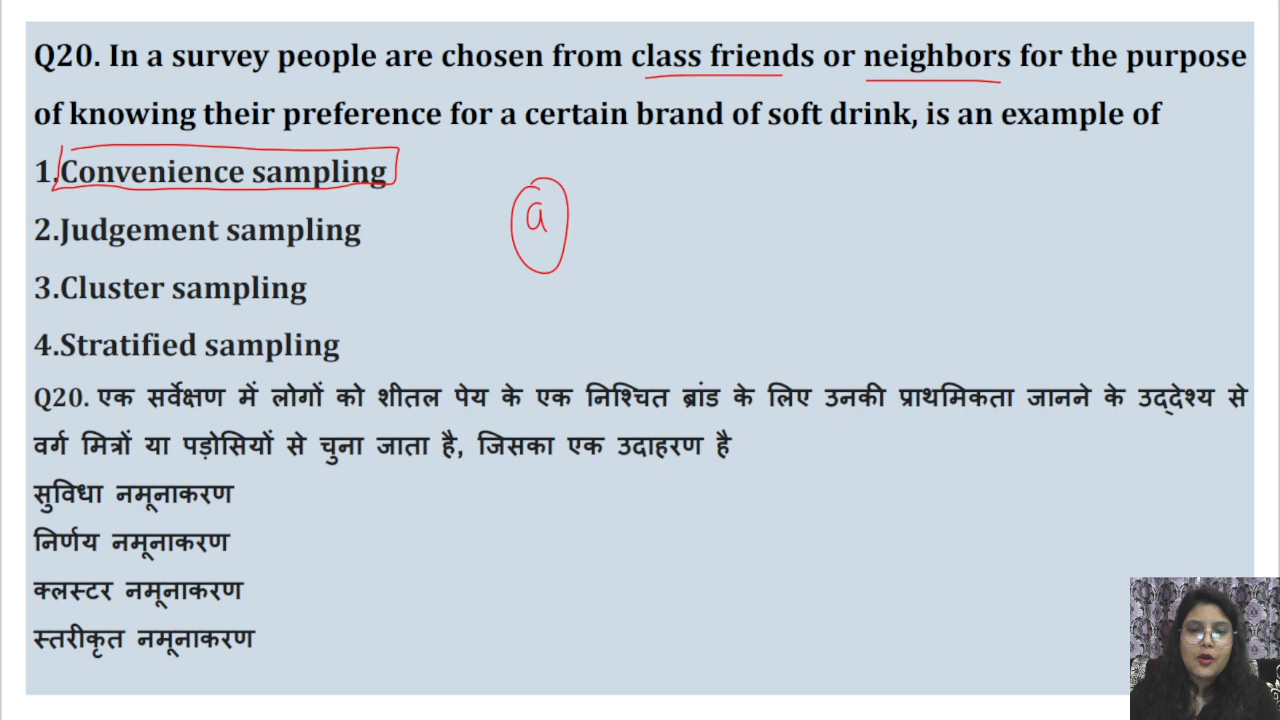 Q20. In a survey people are chosen from class friends or neighbors for the purpose
of knowing their preference for a certain brand of soft drink, is an example of
1.Convenience sampling
a
2.Judgement sampling
3.Cluster sampling
4.Stratified sampling
Q20. एक सर्वेक्षण में लोगों को शीतल पेय के एक निश्चित ब्रांड के लिए उनकी प्राथमिकता जानने के उद्देश्य से
वर्ग मित्रों या पड़ोसियों से चुना जाता है, जिसका एक उदाहरण है
सुविधा नमूनाकरण
निर्णय नमूनाकरण
क्लस्टर नमूनाकरण
स्तरीकृत नमूनाकरण